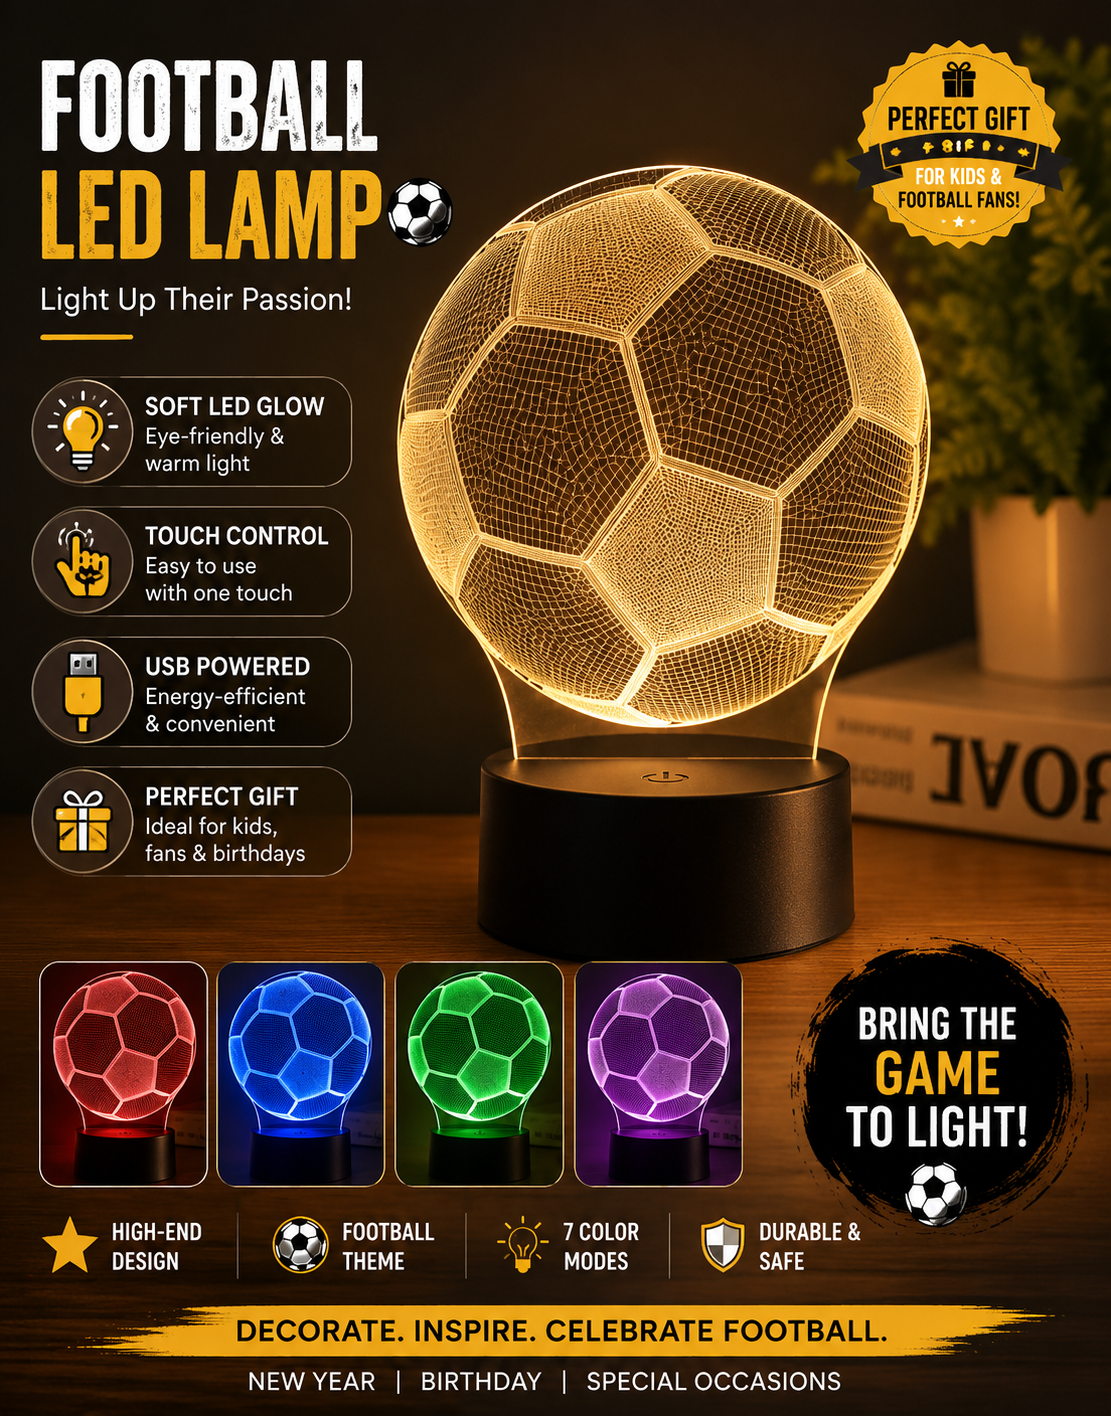 FOOTBALL
LED LAMP
Light Up Their Passion!
PERFECT GIFT
FOR KIDS &
FOOTBALL FANS!
SOFT LED GLOW
Eye-friendly &
warm light
TOUCH CONTROL
Easy to use
with one touch
USB POWERED
Energy-efficient
& convenient
PERFECT GIFT
Ideal for kids,
fans & birthdays
BRING THE
GAME
TO LIGHT!
HIGH-END
DESIGN
FOOTBALL
THEME
7 COLOR
MODES
DURABLE &
SAFE
DECORATE. INSPIRE. CELEBRATE FOOTBALL.
NEW YEAR | BIRTHDAY | SPECIAL OCCASIONS